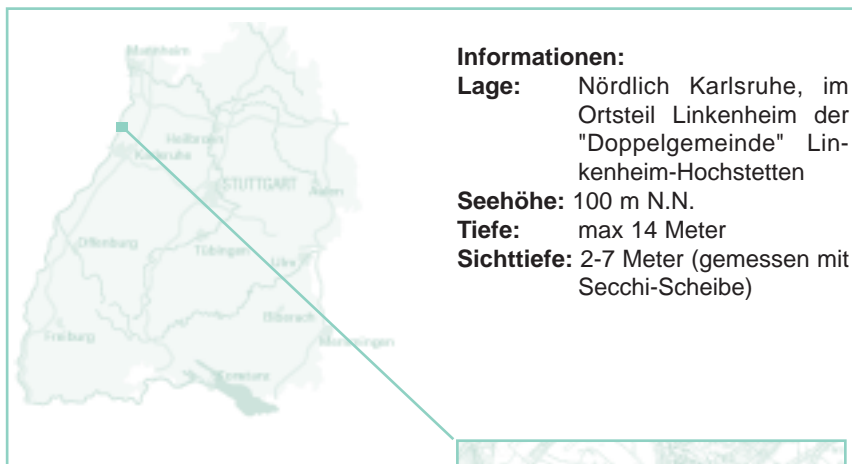 Mannheim
Heilbronn
Karlsruhe
STUTTGART
Aalen
Offenburg
Tübingen
Ulm
Biberach
Freiburg
Konstanz
Informationen:
Lage: Nördlich Karlsruhe, im
Ortsteil Linkenheim der
"Doppelgemeinde" Lin-
kenheim-Hochstetten
Seehöhe: 100 m N.N.
Tiefe: max 14 Meter
Sichttiefe: 2-7 Meter (gemessen mit
Secchi-Scheibe)